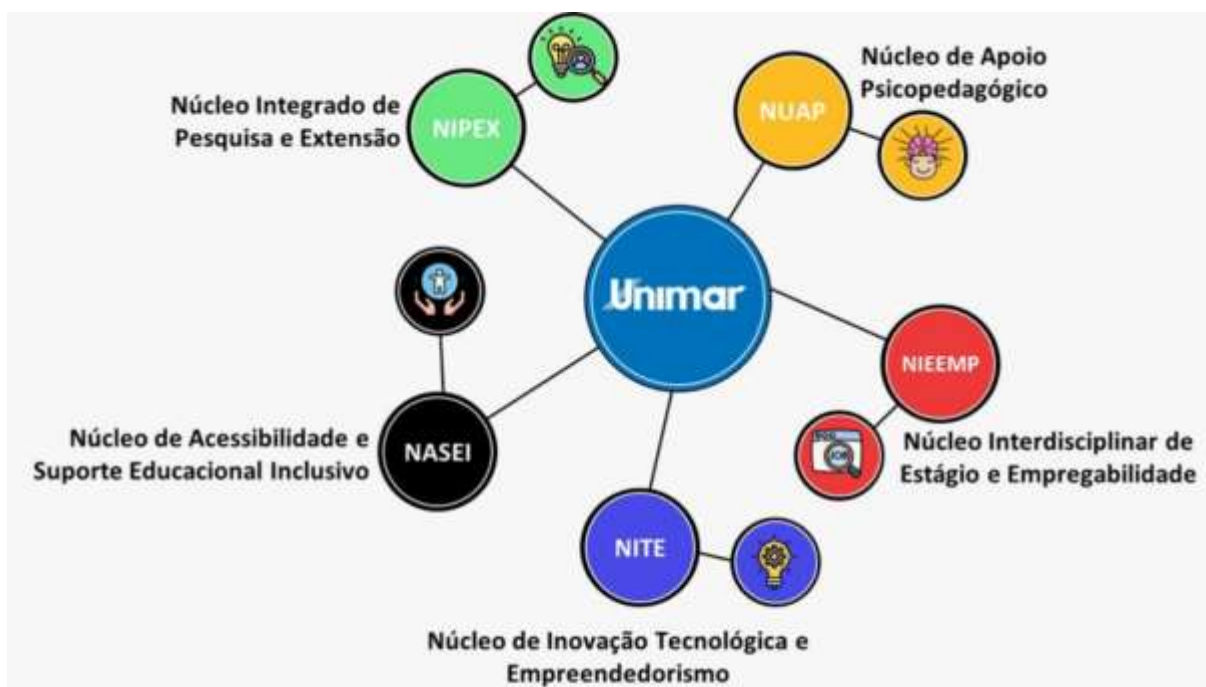 Núcleo Integrado de
Pesquisa e Extensão
NIPEX
NUAP
Núcleo de Apoio
Psicopedagógico
Unimar
NIEEMP
Núcleo Interdisciplinar de
Estágio e Empregabilidade
Núcleo de Acessibilidade e
Suporte Educacional Inclusivo
NASEI
NITE
Núcleo de Inovação Tecnológica e
Empreendedorismo